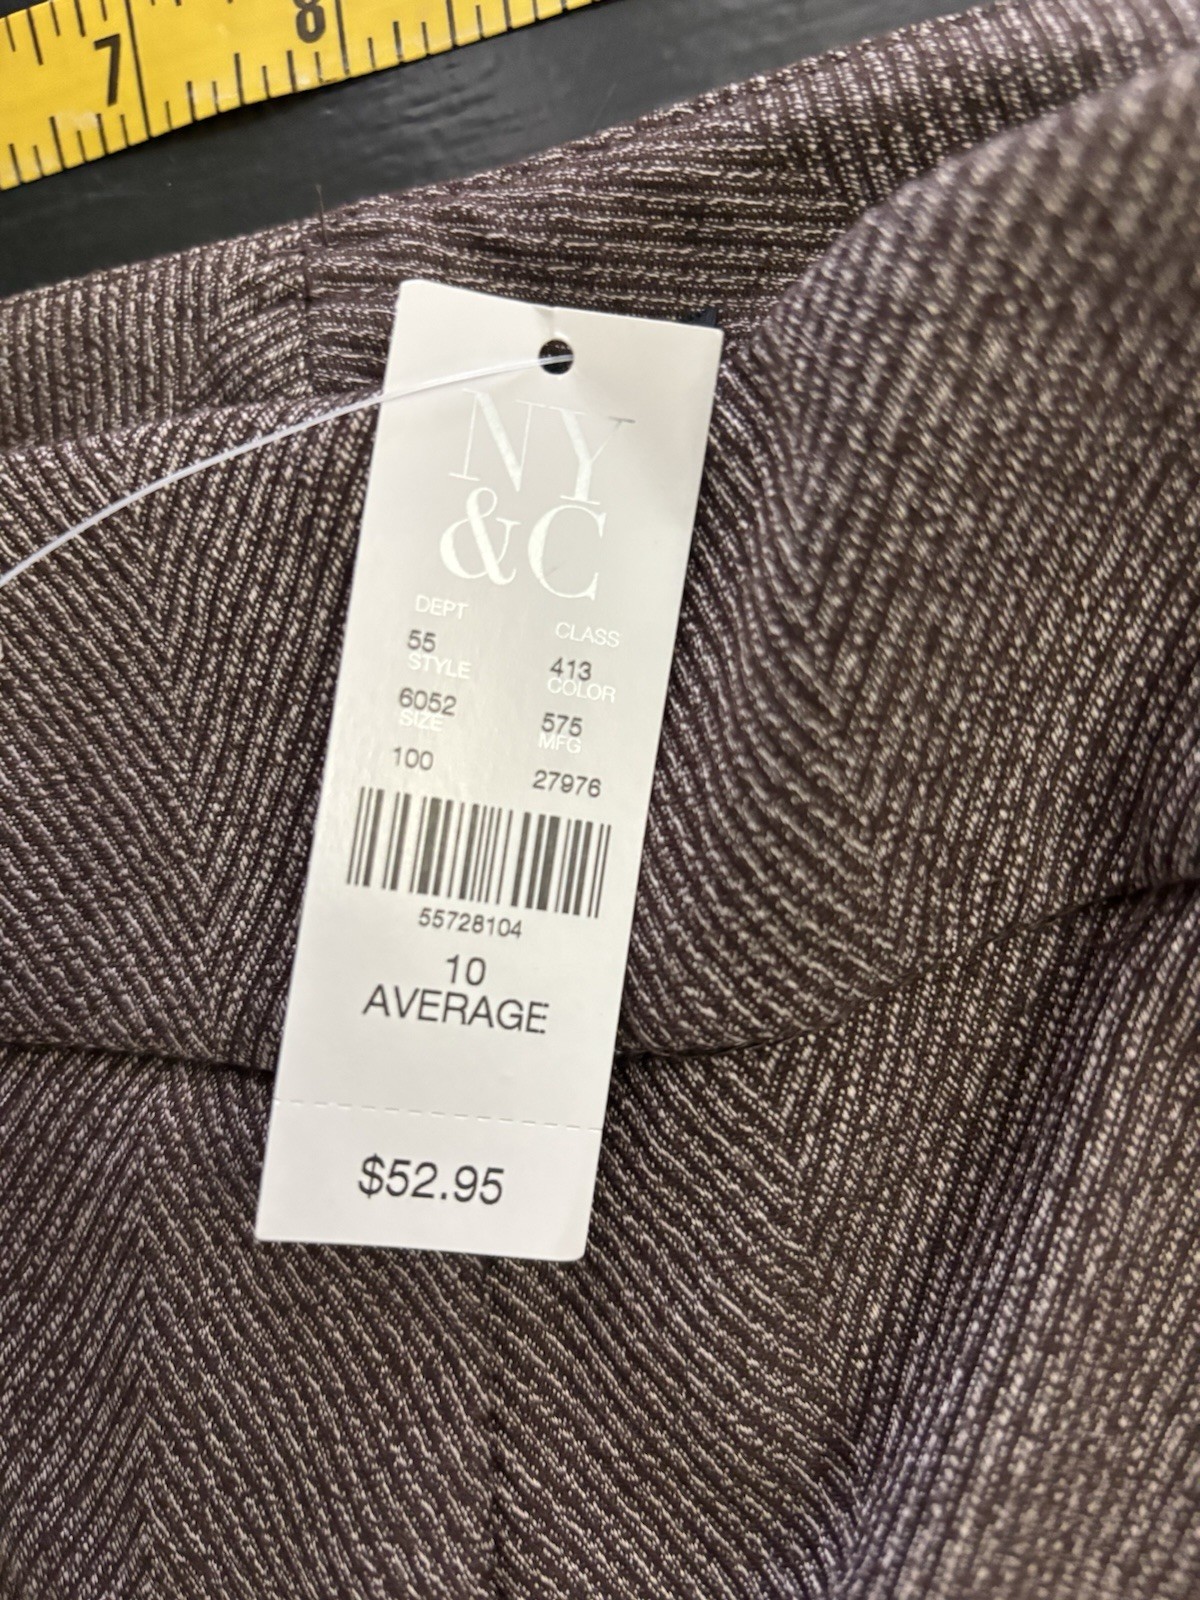 7 8
NY
&C
DEPT CLASS
55 413
STYLE COLOR
6052 575
SIZE MFG
100 27976
55728104
10
AVERAGE
$52.95